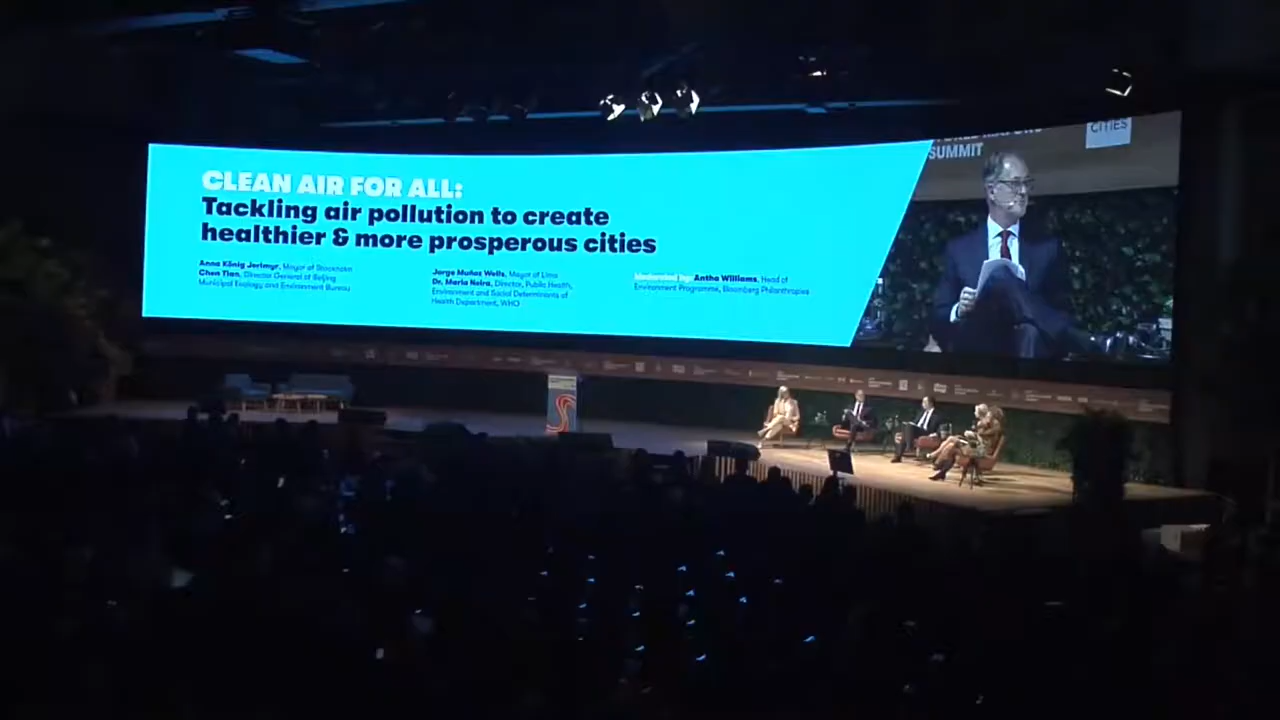 CLEAN AIR FOR ALL:
Tackling air pollution to create
healthier & more prosperous cities
Anna König Jerlmyr, Mayor of Stockholm
Chen Tian, Director General of Beijing
Municipal Ecology and Environment Bureau
Jorge Muñoz Wells, Mayor of Lima
Dr. Maria Neira, Director, Public Health,
Environment and Social Determinants of
Health Department, WHO
Moderated by: Antha Williams, Head of
Environment Programme, Bloomberg Philanthropies
SUMMIT
CITIES